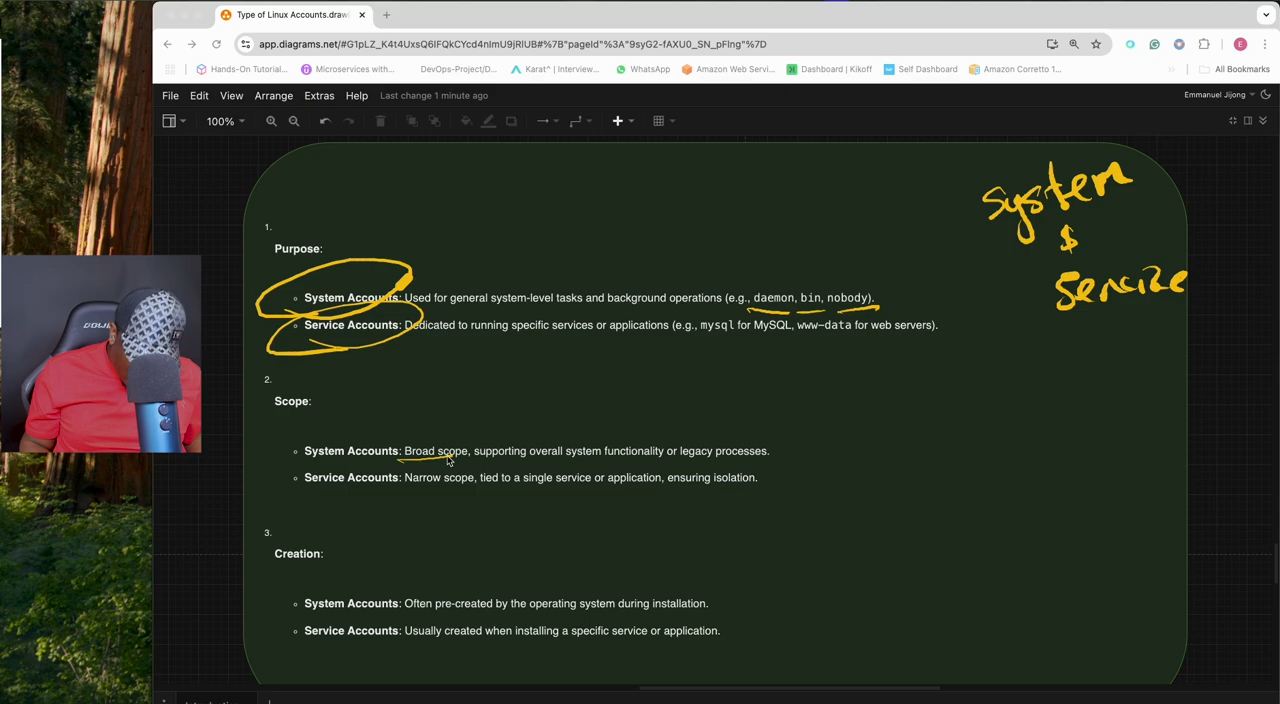 Type of Linux Accounts.draw
app.diagrams.net/#G1pLZ_K4t4UxsQ6IFQkCYcd4nlmU9jRIUB#%7B"pageId"%3A"9syG2-fAXU0_SN_pFlng"%7D
E
Hands-On Tutorial...
Microservices with...
DevOps-Project/D...
Karat^ | Interview...
WhatsApp
Amazon Web Servi...
Dashboard | Kikoff
Self Dashboard
Amazon Corretto 1...
All Bookmarks
File Edit View Arrange Extras Help Last change 1 minute ago
Emmanuel Jijong
100%
system
$
service
1.
Purpose:
System Accounts: Used for general system-level tasks and background operations (e.g., daemon, bin, nobody).
Service Accounts: Dedicated to running specific services or applications (e.g., mysql for MySQL, www-data for web servers).
2.
Scope:
System Accounts: Broad scope, supporting overall system functionality or legacy processes.
Service Accounts: Narrow scope, tied to a single service or application, ensuring isolation.
3.
Creation:
System Accounts: Often pre-created by the operating system during installation.
Service Accounts: Usually created when installing a specific service or application.